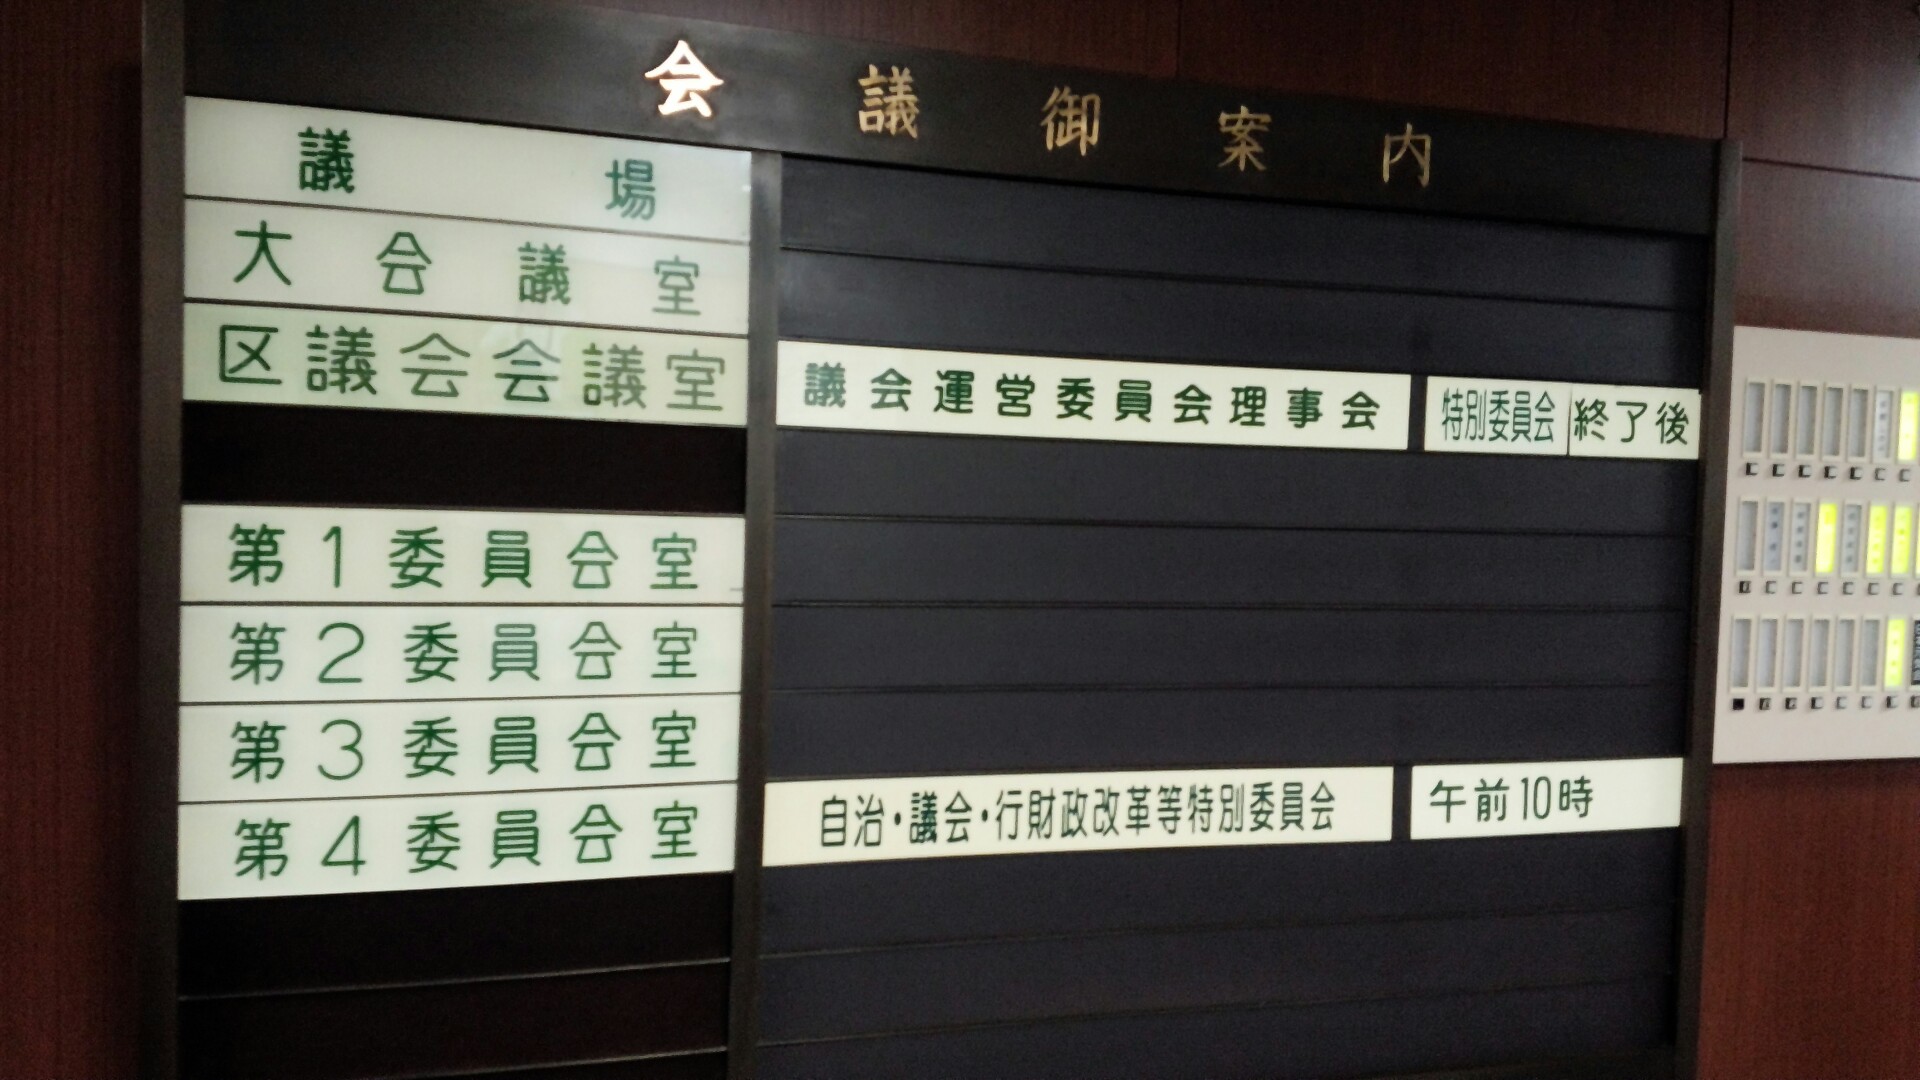 会議御案内
議場
大会議室
区議会会議室 議会運営委員会理事会 特別委員会 終了後
第1委員会室
第2委員会室
第3委員会室
第4委員会室 自治・議会・行財政改革等特別委員会 午前10時